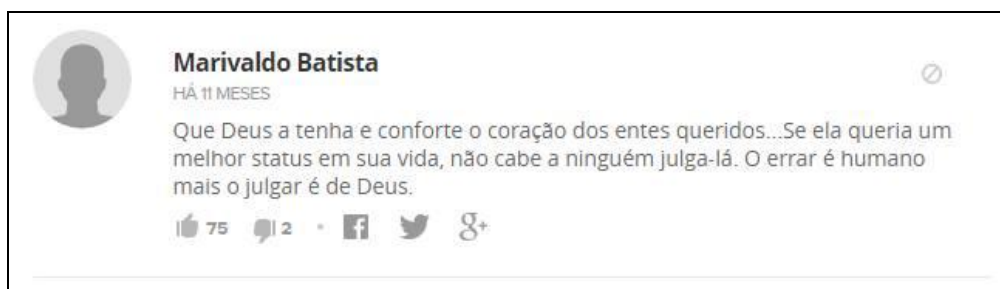 Marivaldo Batista
HÁ 11 MESES
Que Deus a tenha e conforte o coração dos entes queridos...Se ela queria um
melhor status em sua vida, não cabe a ninguém julga-lá. O errar é humano
mais o julgar é de Deus.
75 2 g+